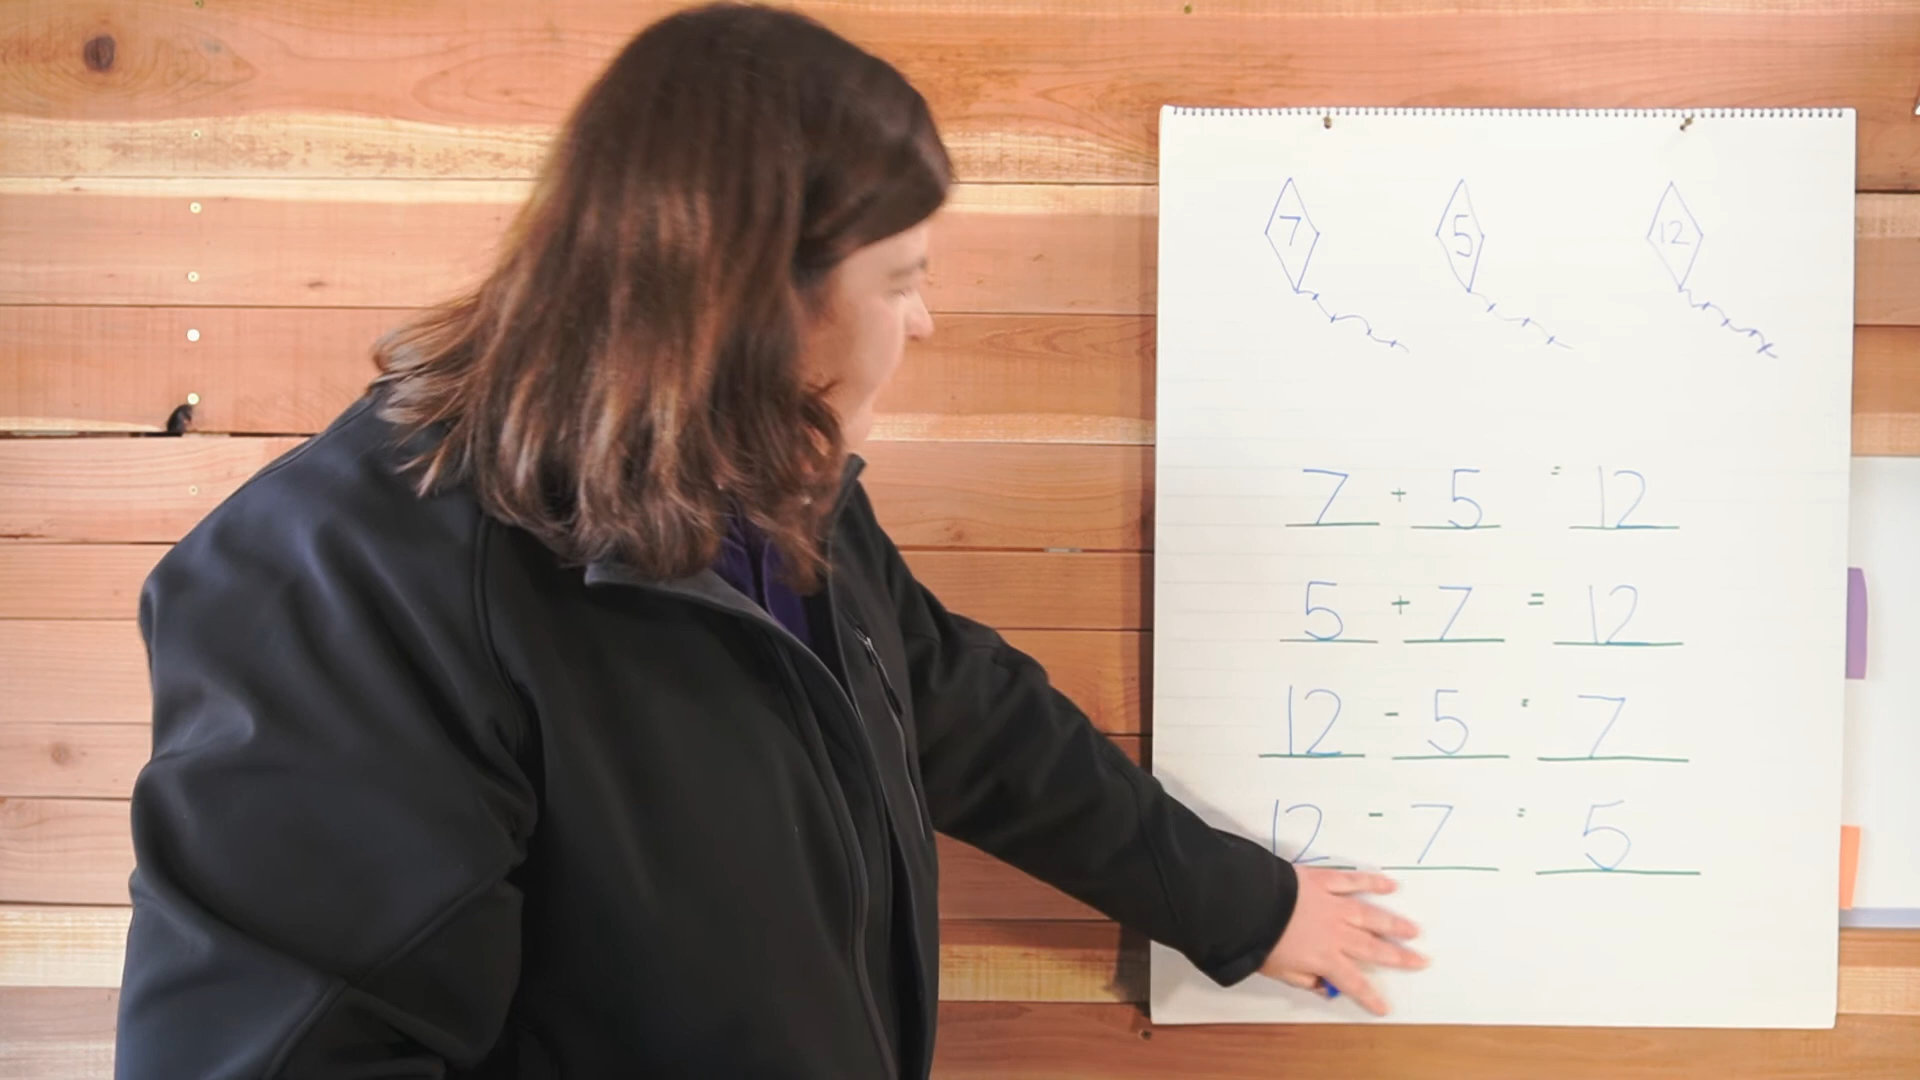 7 5 12
7 + 5 = 12
5 + 7 = 12
12 - 5 = 7
12 - 7 = 5